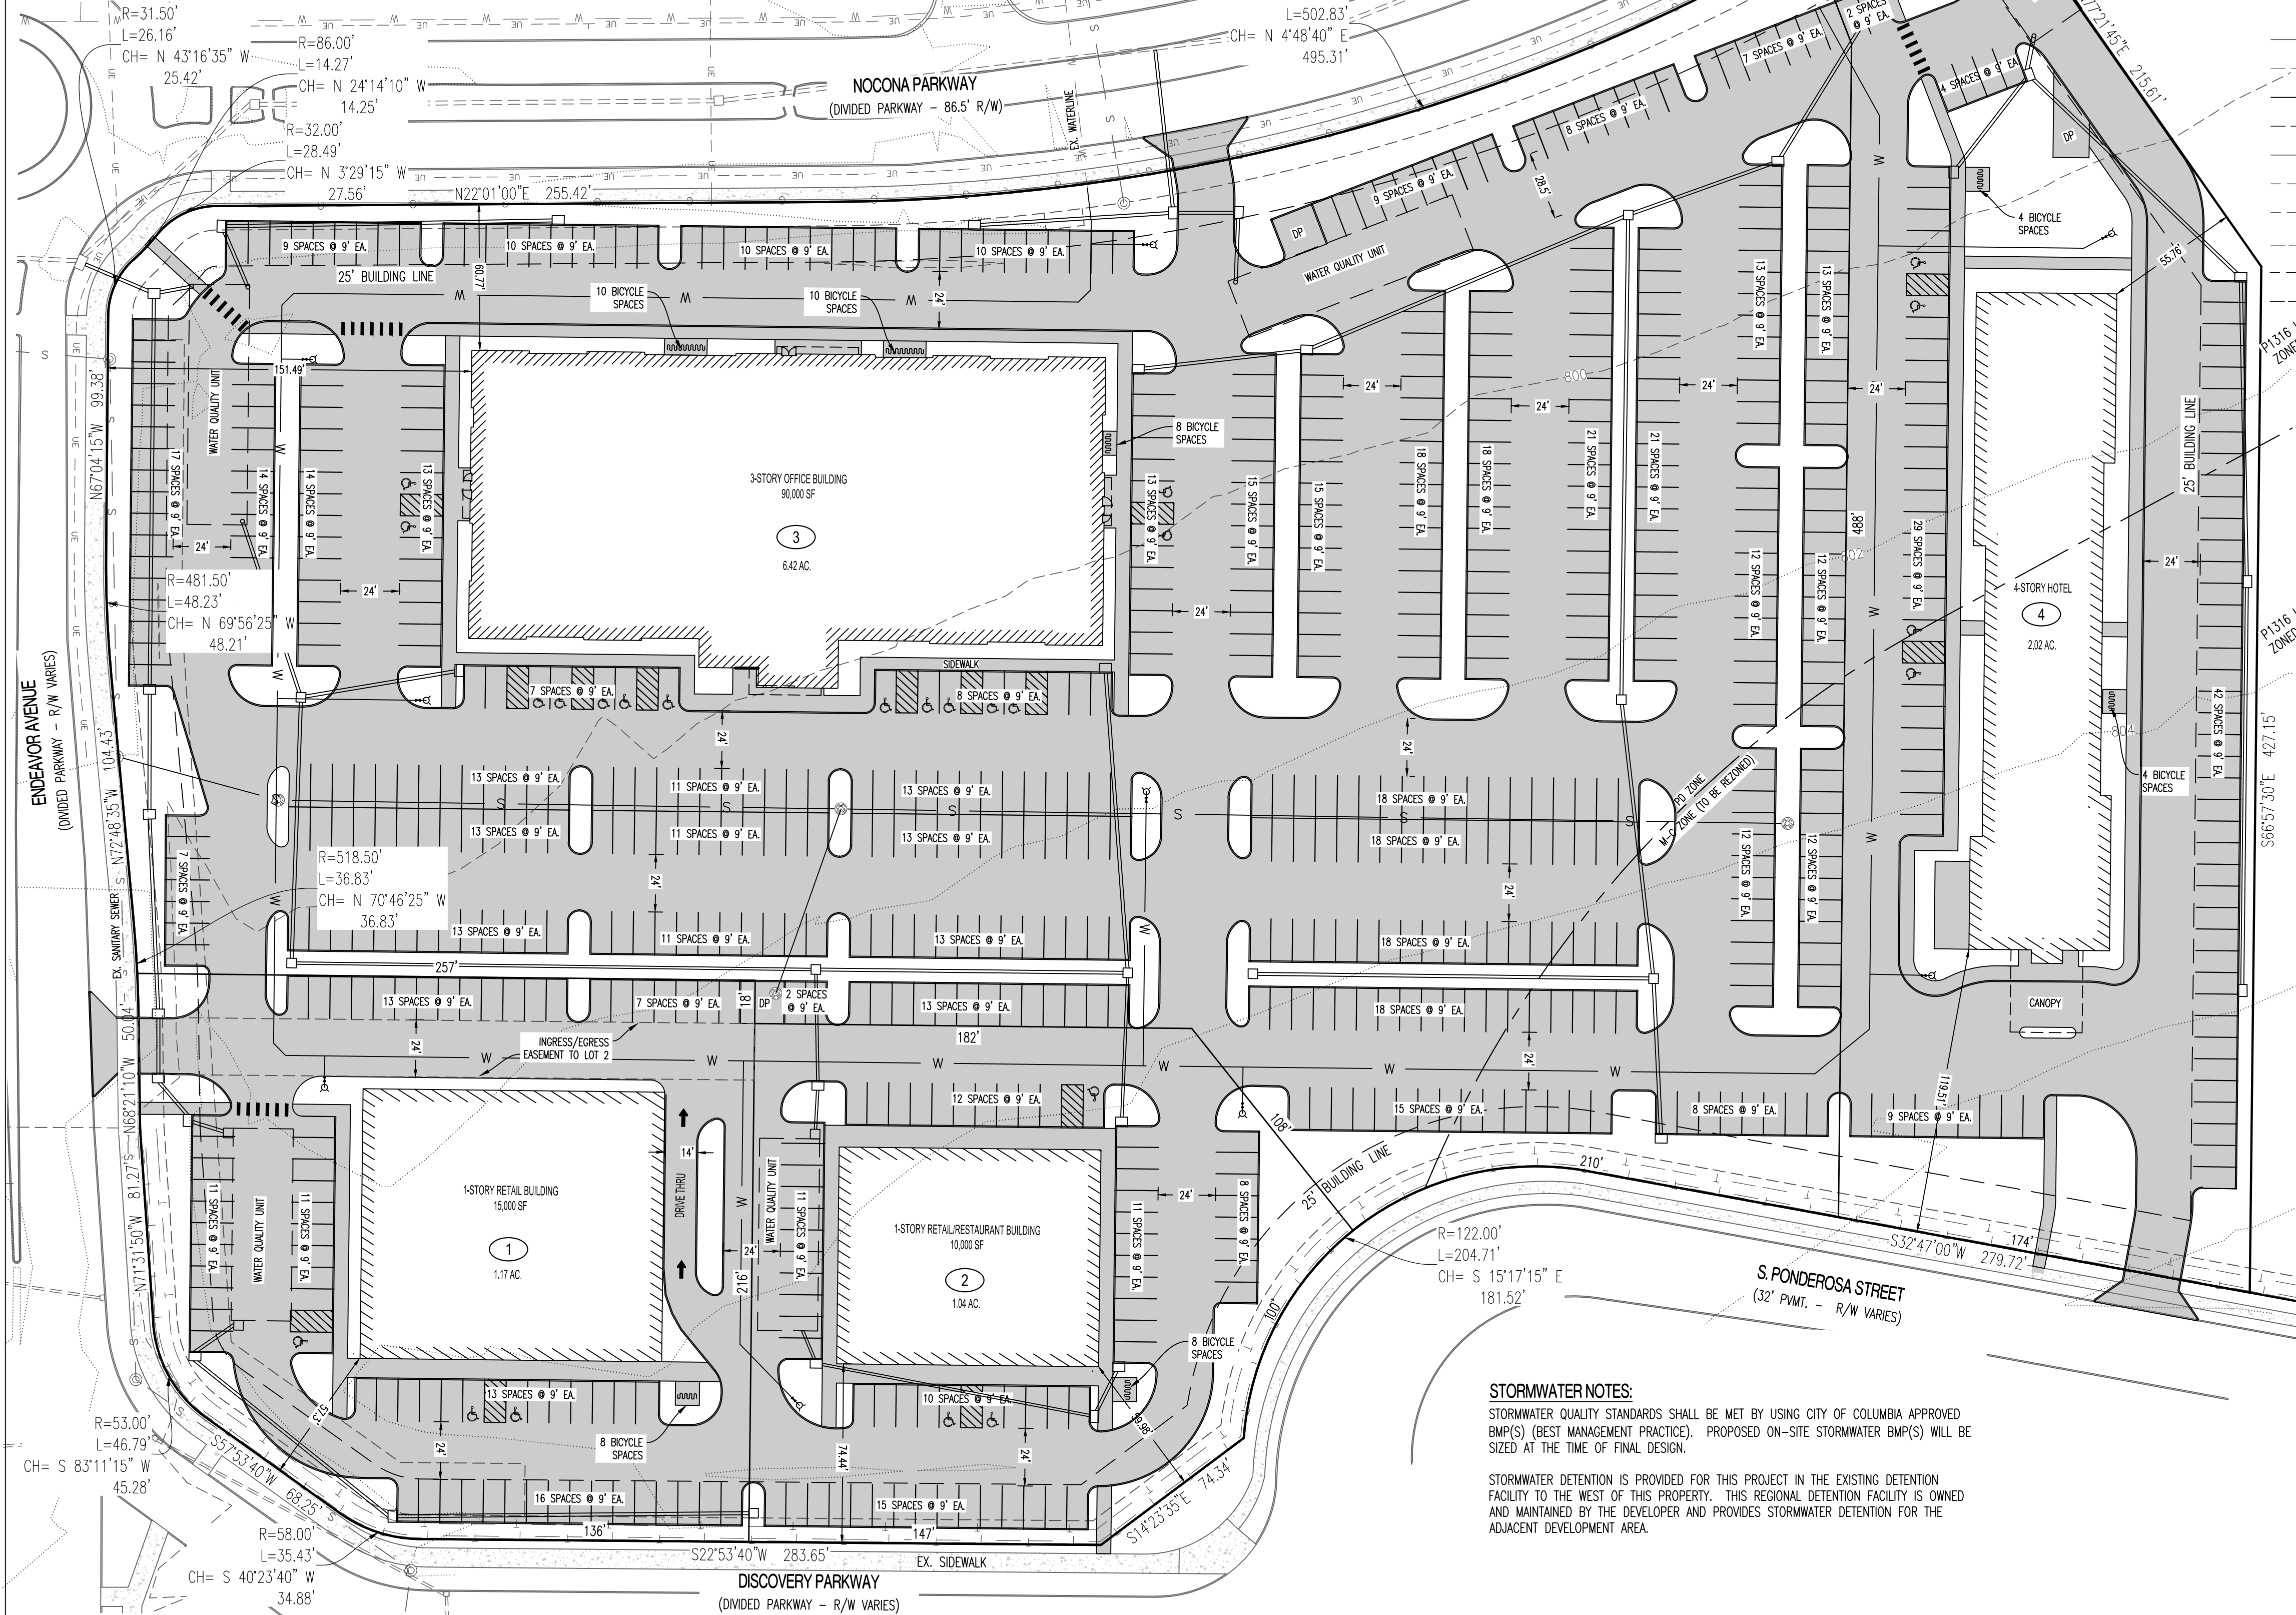 R=31.50'
L=26.16'
CH= N 43°16'35" W
25.42'
R=86.00'
L=14.27'
CH= N 24°14'10" W
14.25'
R=32.00'
L=28.49'
CH= N 3°29'15" W
27.56'
N22°01'00"E 255.42'
NOCONA PARKWAY
(DIVIDED PARKWAY – 86.5' R/W)
EX. WATERLINE
L=502.83'
CH= N 4°48'40" E
495.31'
7 SPACES @ 9' EA.
2 SPACES
@ 9' EA.
4 SPACES @ 9' EA.
77°21'45"E 215.61'
8 SPACES @ 9' EA.
9 SPACES @ 9' EA.
28.5'
DP
DP
WATER QUALITY UNIT
4 BICYCLE
SPACES
55.76'
9 SPACES @ 9' EA.
10 SPACES @ 9' EA.
10 SPACES @ 9' EA.
10 SPACES @ 9' EA.
25' BUILDING LINE
60.77'
10 BICYCLE
SPACES
10 BICYCLE
SPACES
24'
151.49'
WATER QUALITY UNIT
N67°04'15"W 99.38'
17 SPACES @ 9' EA.
14 SPACES @ 9' EA.
14 SPACES @ 9' EA.
13 SPACES @ 9' EA.
24'
24'
3-STORY OFFICE BUILDING
90,000 SF
3
6.42 AC.
8 BICYCLE
SPACES
13 SPACES @ 9' EA.
15 SPACES @ 9' EA.
15 SPACES @ 9' EA.
18 SPACES @ 9' EA.
18 SPACES @ 9' EA.
21 SPACES @ 9' EA.
21 SPACES @ 9' EA.
13 SPACES @ 9' EA.
13 SPACES @ 9' EA.
12 SPACES @ 9' EA.
12 SPACES @ 9' EA.
24'
24'
24'
24'
24'
800
802
804
488'
29 SPACES @ 9' EA.
4-STORY HOTEL
4
2.02 AC.
24'
25' BUILDING LINE
42 SPACES @ 9' EA.
S66°57'30"E 427.15'
4 BICYCLE
SPACES
P1316
ZONE
P1316
ZONED
R=481.50'
L=48.23'
CH= N 69°56'25" W
48.21'
ENDEAVOR AVENUE
(DIVIDED PARKWAY – R/W VARIES)
N72°48'35"W 104.43'
7 SPACES @ 9' EA.
SIDEWALK
8 SPACES @ 9' EA.
24'
24'
13 SPACES @ 9' EA.
11 SPACES @ 9' EA.
13 SPACES @ 9' EA.
18 SPACES @ 9' EA.
13 SPACES @ 9' EA.
11 SPACES @ 9' EA.
13 SPACES @ 9' EA.
18 SPACES @ 9' EA.
PD ZONE
M-C ZONE (TO BE REZONED)
12 SPACES @ 9' EA.
12 SPACES @ 9' EA.
7 SPACES @ 9' EA.
R=518.50'
L=36.83'
CH= N 70°46'25" W
36.83'
EX. SANITARY SEWER
24'
24'
13 SPACES @ 9' EA.
11 SPACES @ 9' EA.
13 SPACES @ 9' EA.
18 SPACES @ 9' EA.
257'
13 SPACES @ 9' EA.
7 SPACES @ 9' EA.
18'
DP
2 SPACES
@ 9' EA.
13 SPACES @ 9' EA.
18 SPACES @ 9' EA.
CANOPY
N68°21'10"W 50.04'
24'
INGRESS/EGRESS
EASEMENT TO LOT 2
182'
24'
12 SPACES @ 9' EA.
108'
15 SPACES @ 9' EA.
8 SPACES @ 9' EA.
9 SPACES @ 9' EA.
119.51'
N71°31'50"W 81.27'
11 SPACES @ 9' EA.
WATER QUALITY UNIT
11 SPACES @ 9' EA.
1-STORY RETAIL BUILDING
15,000 SF
1
1.17 AC.
14'
DRIVE THRU
24'
216'
WATER QUALITY UNIT
11 SPACES @ 9' EA.
1-STORY RETAIL/RESTAURANT BUILDING
10,000 SF
2
1.04 AC.
11 SPACES @ 9' EA.
24'
8 SPACES @ 9' EA.
25' BUILDING LINE
210'
100'
R=122.00'
L=204.71'
CH= S 15°17'15" E
181.52'
S32°47'00"W 279.72'
174'
S. PONDEROSA STREET
(32' PVMT. – R/W VARIES)
8 BICYCLE
SPACES
57.3'
13 SPACES @ 9' EA.
10 SPACES @ 9' EA.
59.98'
24'
8 BICYCLE
SPACES
74.44'
24'
R=53.00'
L=46.79'
CH= S 83°11'15" W
45.28'
S57°53'40"W 68.25'
16 SPACES @ 9' EA.
15 SPACES @ 9' EA.
136'
147'
S14°23'35"E 74.34'
R=58.00'
L=35.43'
CH= S 40°23'40" W
34.88'
S22°53'40"W 283.65'
EX. SIDEWALK
DISCOVERY PARKWAY
(DIVIDED PARKWAY – R/W VARIES)
STORMWATER NOTES:
STORMWATER QUALITY STANDARDS SHALL BE MET BY USING CITY OF COLUMBIA APPROVED
BMP(S) (BEST MANAGEMENT PRACTICE). PROPOSED ON-SITE STORMWATER BMP(S) WILL BE
SIZED AT THE TIME OF FINAL DESIGN.
STORMWATER DETENTION IS PROVIDED FOR THIS PROJECT IN THE EXISTING DETENTION
FACILITY TO THE WEST OF THIS PROPERTY. THIS REGIONAL DETENTION FACILITY IS OWNED
AND MAINTAINED BY THE DEVELOPER AND PROVIDES STORMWATER DETENTION FOR THE
ADJACENT DEVELOPMENT AREA.